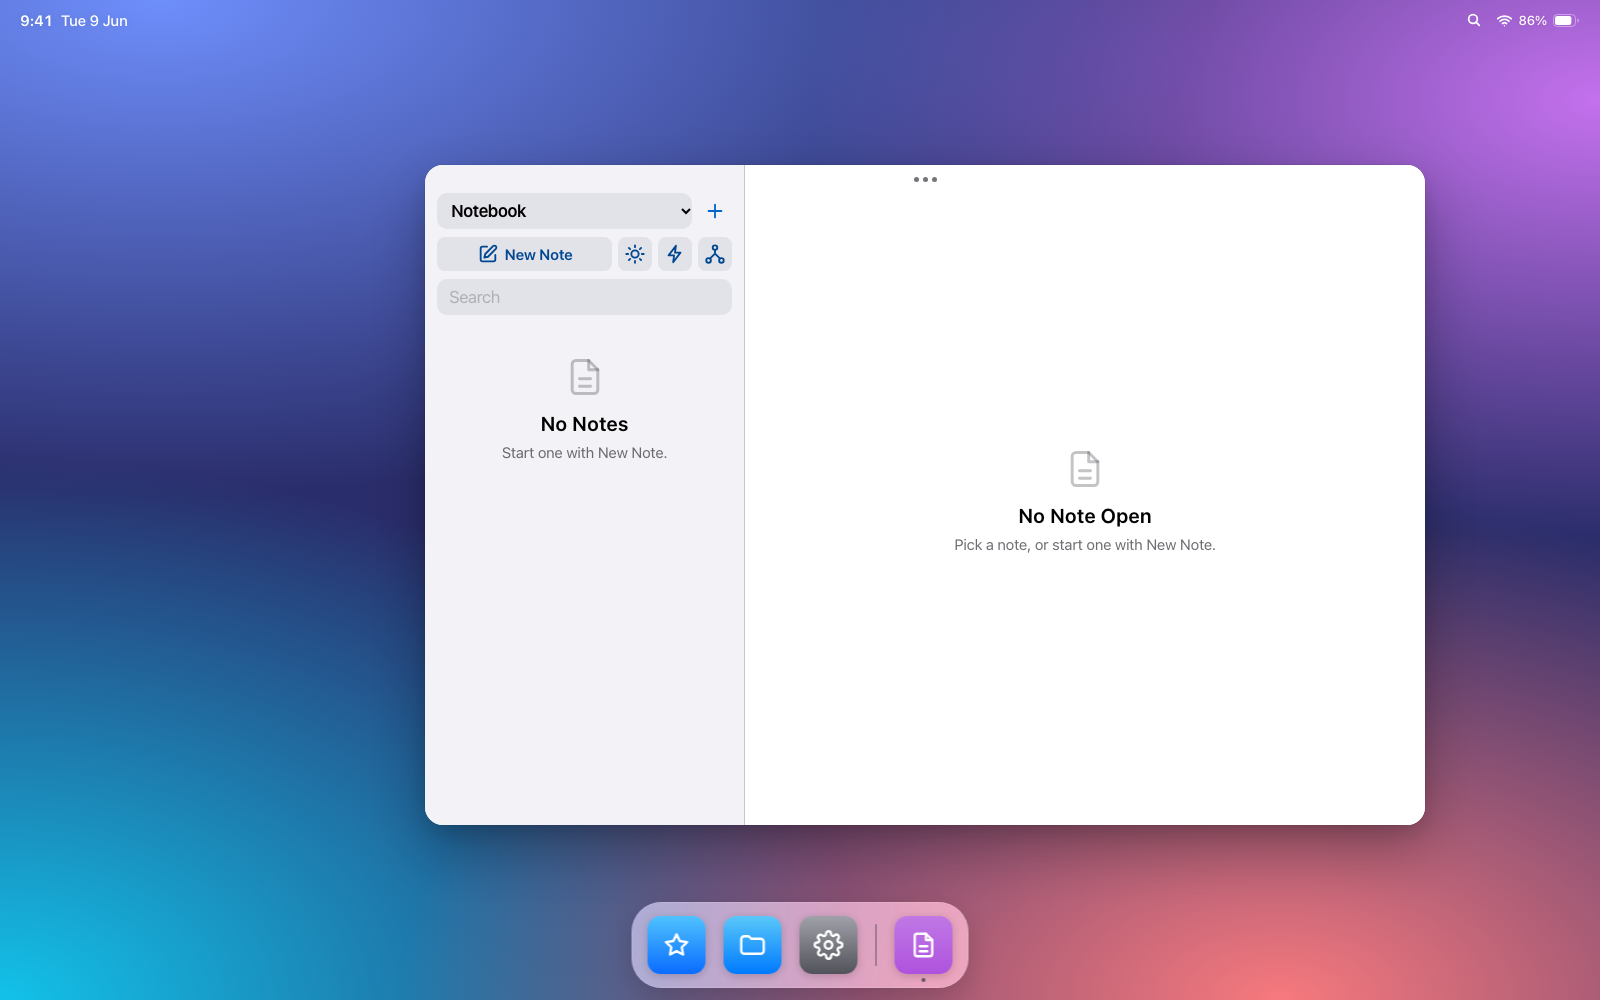 9:41 Tue 9 Jun
86%
Notebook
New Note
Search
No Notes
Start one with New Note.
No Note Open
Pick a note, or start one with New Note.